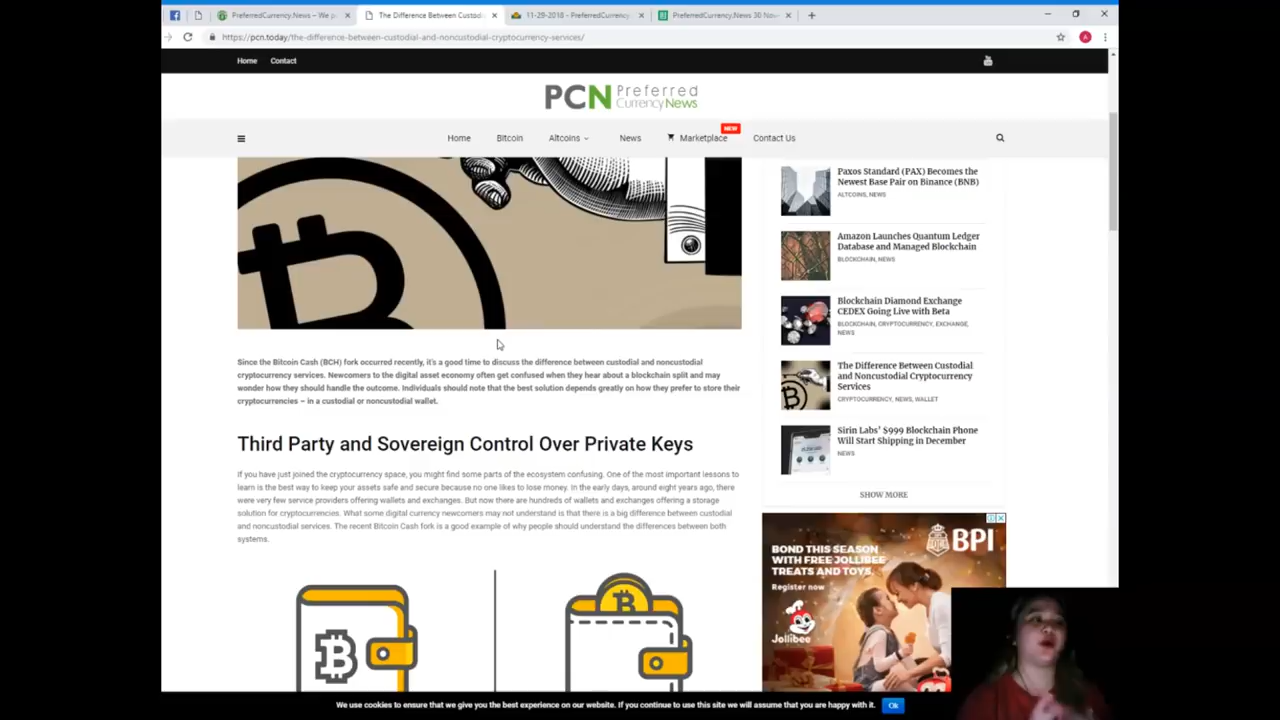 PreferredCurrency.News – We p
The Difference Between Custodi
11-29-2018 - PreferredCurrency
PreferredCurrency.News 30 Nov
https://pcn.today/the-difference-between-custodial-and-noncustodial-cryptocurrency-services/
A
Home Contact
PCN Preferred
CurrencyNews
NEW
Home Bitcoin Altcoins News Marketplace Contact Us
Since the Bitcoin Cash (BCH) fork occurred recently, it's a good time to discuss the difference between custodial and noncustodial
cryptocurrency services. Newcomers to the digital asset economy often get confused when they hear about a blockchain split and may
wonder how they should handle the outcome. Individuals should note that the best solution depends greatly on how they prefer to store their
cryptocurrencies – in a custodial or noncustodial wallet.
Third Party and Sovereign Control Over Private Keys
If you have just joined the cryptocurrency space, you might find some parts of the ecosystem confusing. One of the most important lessons to
learn is the best way to keep your assets safe and secure because no one likes to lose money. In the early days, around eight years ago, there
were very few service providers offering wallets and exchanges. But now there are hundreds of wallets and exchanges offering a storage
solution for cryptocurrencies. What some digital currency newcomers may not understand is that there is a big difference between custodial
and noncustodial services. The recent Bitcoin Cash fork is a good example of why people should understand the differences between both
systems.
Paxos Standard (PAX) Becomes the
Newest Base Pair on Binance (BNB)
ALTCOINS, NEWS
Amazon Launches Quantum Ledger
Database and Managed Blockchain
BLOCKCHAIN, NEWS
Blockchain Diamond Exchange
CEDEX Going Live with Beta
BLOCKCHAIN, CRYPTOCURRENCY, EXCHANGE,
NEWS
The Difference Between Custodial
and Noncustodial Cryptocurrency
Services
CRYPTOCURRENCY, NEWS, WALLET
Sirin Labs' $999 Blockchain Phone
Will Start Shipping in December
NEWS
SHOW MORE
BPI
BOND THIS SEASON
WITH FREE JOLLIBEE
TREATS AND TOYS.
Register now
Jollibee
We use cookies to ensure that we give you the best experience on our website. If you continue to use this site we will assume that you are happy with it. Ok